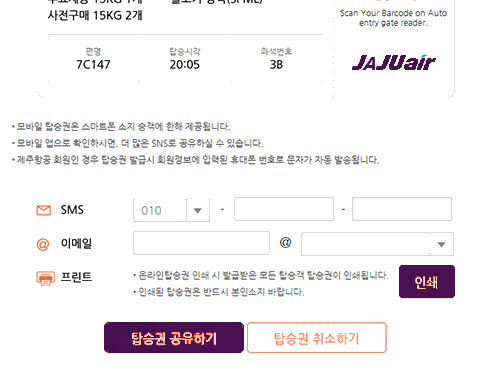 사전구매 15KG 2개
Scan Your Barcode on Auto
entry gate reader.
편명 탑승시각 좌석번호
7C147 20:05 3B
JAJUair
• 모바일 탑승권은 스마트폰 소지 승객에 한해 제공됩니다.
• 모바일 앱으로 확인하시면, 더 많은 SNS로 공유하실 수 있습니다.
• 제주항공 회원인 경우 탑승권 발급시 회원정보에 입력된 휴대폰 번호로 문자가 자동 발송됩니다.
SMS 010 - -
이메일 @
프린트 • 온라인탑승권 인쇄 시 발급받은 모든 탑승객 탑승권이 인쇄됩니다.
• 인쇄된 탑승권은 반드시 본인소지 바랍니다.
인쇄
탑승권 공유하기 탑승권 취소하기